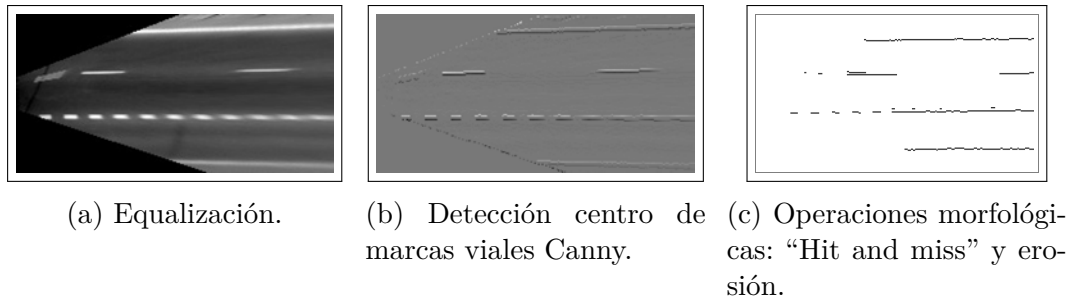 (a) Equalización.
(b) Detección centro de
marcas viales Canny.
(c) Operaciones morfológi-
cas: “Hit and miss” y ero-
sión.